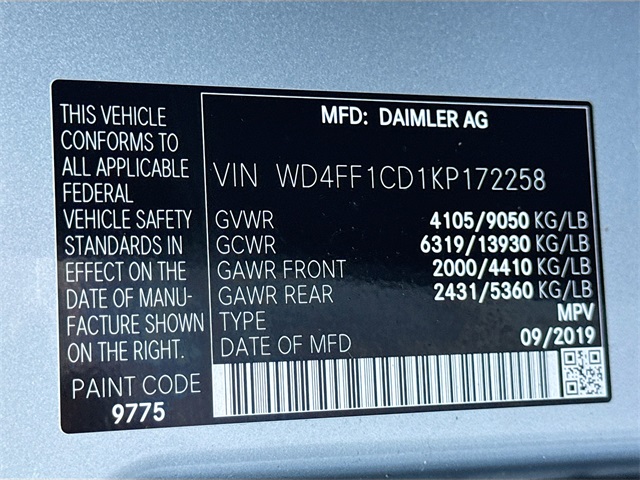 THIS VEHICLE
CONFORMS TO
ALL APPLICABLE
FEDERAL
VEHICLE SAFETY
STANDARDS IN
EFFECT ON THE
DATE OF MANU-
FACTURE SHOWN
ON THE RIGHT.
PAINT CODE
9775
MFD: DAIMLER AG
VIN WD4FF1CD1KP172258
GVWR 4105/9050 KG/LB
GCWR 6319/13930 KG/LB
GAWR FRONT 2000/4410 KG/LB
GAWR REAR 2431/5360 KG/LB
TYPE MPV
DATE OF MFD 09/2019